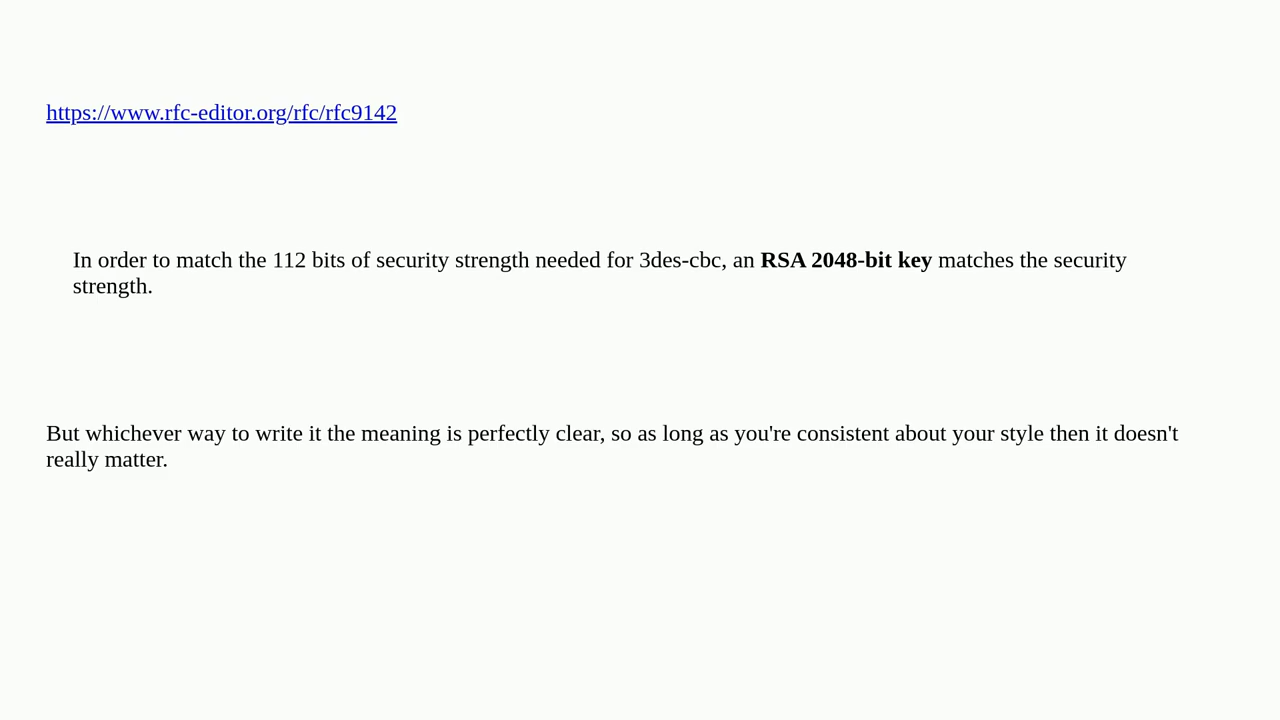 https://www.rfc-editor.org/rfc/rfc9142
In order to match the 112 bits of security strength needed for 3des-cbc, an RSA 2048-bit key matches the security
strength.
But whichever way to write it the meaning is perfectly clear, so as long as you're consistent about your style then it doesn't
really matter.